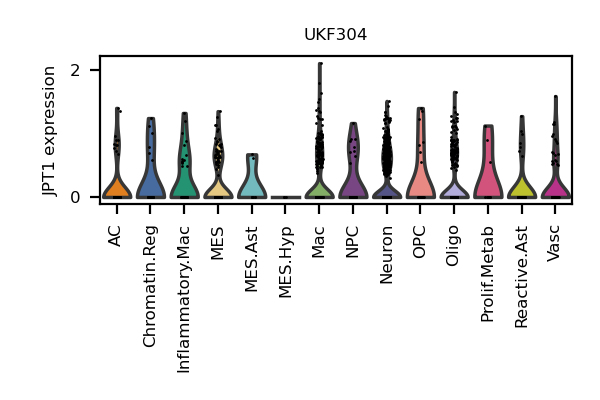 UKF304
JPT1 expression
2
0
AC
Chromatin.Reg
Inflammatory.Mac
MES
MES.Ast
MES.Hyp
Mac
NPC
Neuron
OPC
Oligo
Prolif.Metab
Reactive.Ast
Vasc